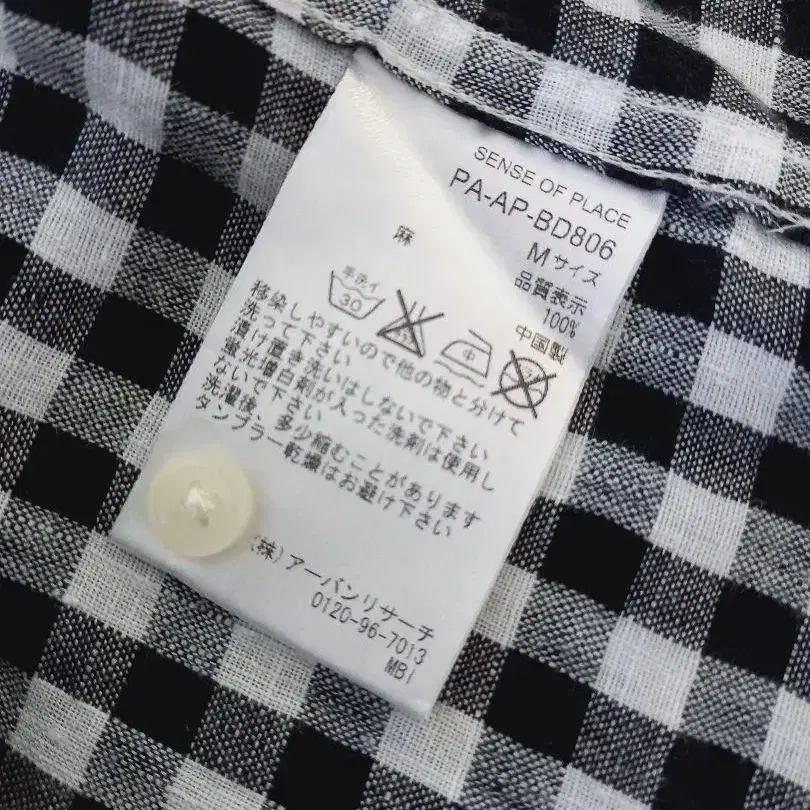 SENSE OF PLACE
PA-AP-BD806
Mサイズ
品質表示
麻 100%
中国製
手洗イ
30
中
移染しやすいので他の物と分けて
洗って下さい
漬け置き洗いはしないで下さい
蛍光増白剤が入った洗剤は使用し
ないで下さい
洗濯後、多少縮むことがあります
タンブラー乾燥はお避け下さい
(株)アーバンリサーチ
0120-96-7013
MB1